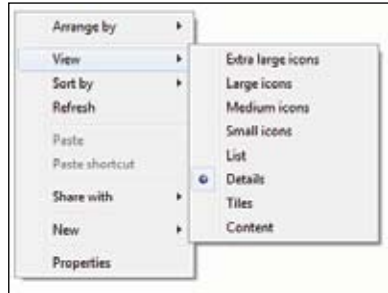 Arrange by
View
Sort by
Refresh
Paste
Paste shortcut
Share with
New
Properties
Extra large icons
Large icons
Medium icons
Small icons
List
Details
Tiles
Content